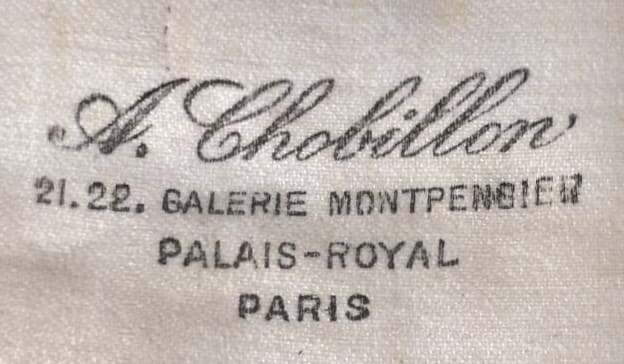 A. Chobillon
21.22. GALERIE MONTPENSIER
PALAIS-ROYAL
PARIS